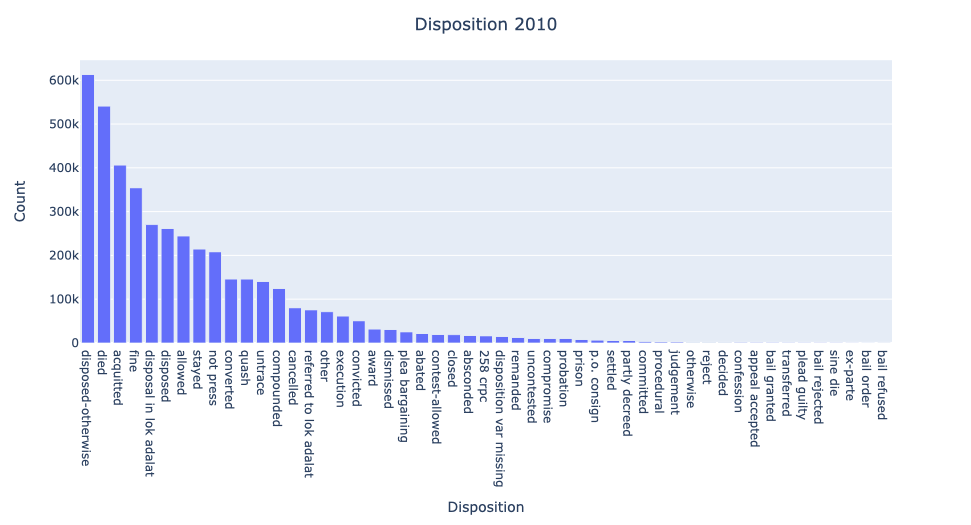 Disposition 2010
Count
600k
500k
400k
300k
200k
100k
0
disposed-otherwise
died
acquitted
fine
disposal in lok adalat
disposed
allowed
stayed
not press
converted
quash
untrace
compounded
cancelled
referred to lok adalat
other
execution
convicted
award
dismissed
plea bargaining
abated
contest-allowed
closed
absconded
258 crpc
disposition var missing
remanded
uncontested
compromise
probation
prison
p.o. consign
settled
partly decreed
committed
procedural
judgement
otherwise
reject
decided
confession
appeal accepted
bail granted
transferred
plead guilty
bail rejected
sine die
ex-parte
bail order
bail refused
Disposition